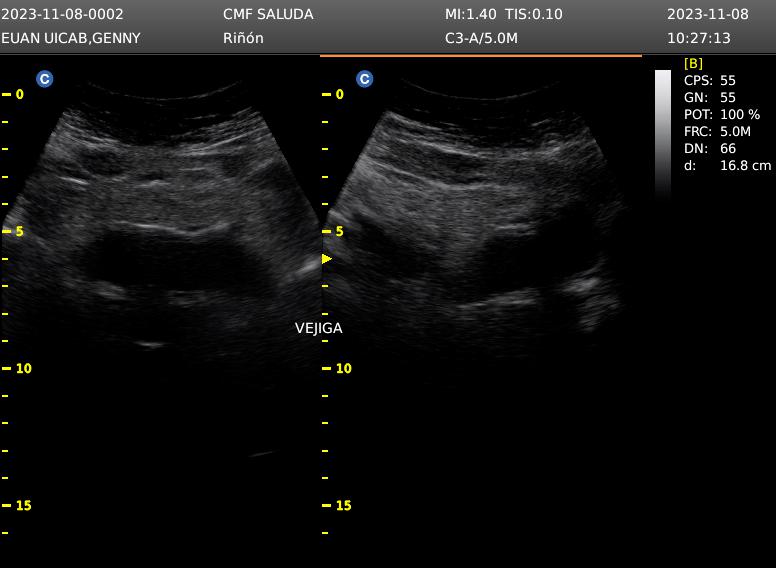 2023-11-08-0002 CMF SALUDA MI:1.40 TIS:0.10 2023-11-08
EUAN UICAB,GENNY Riñón C3-A/5.0M 10:27:13
C C
[B]
CPS: 55
GN: 55
POT: 100 %
FRC: 5.0M
DN: 66
d: 16.8 cm
0 0
5 5
VEJIGA
10 10
15 15